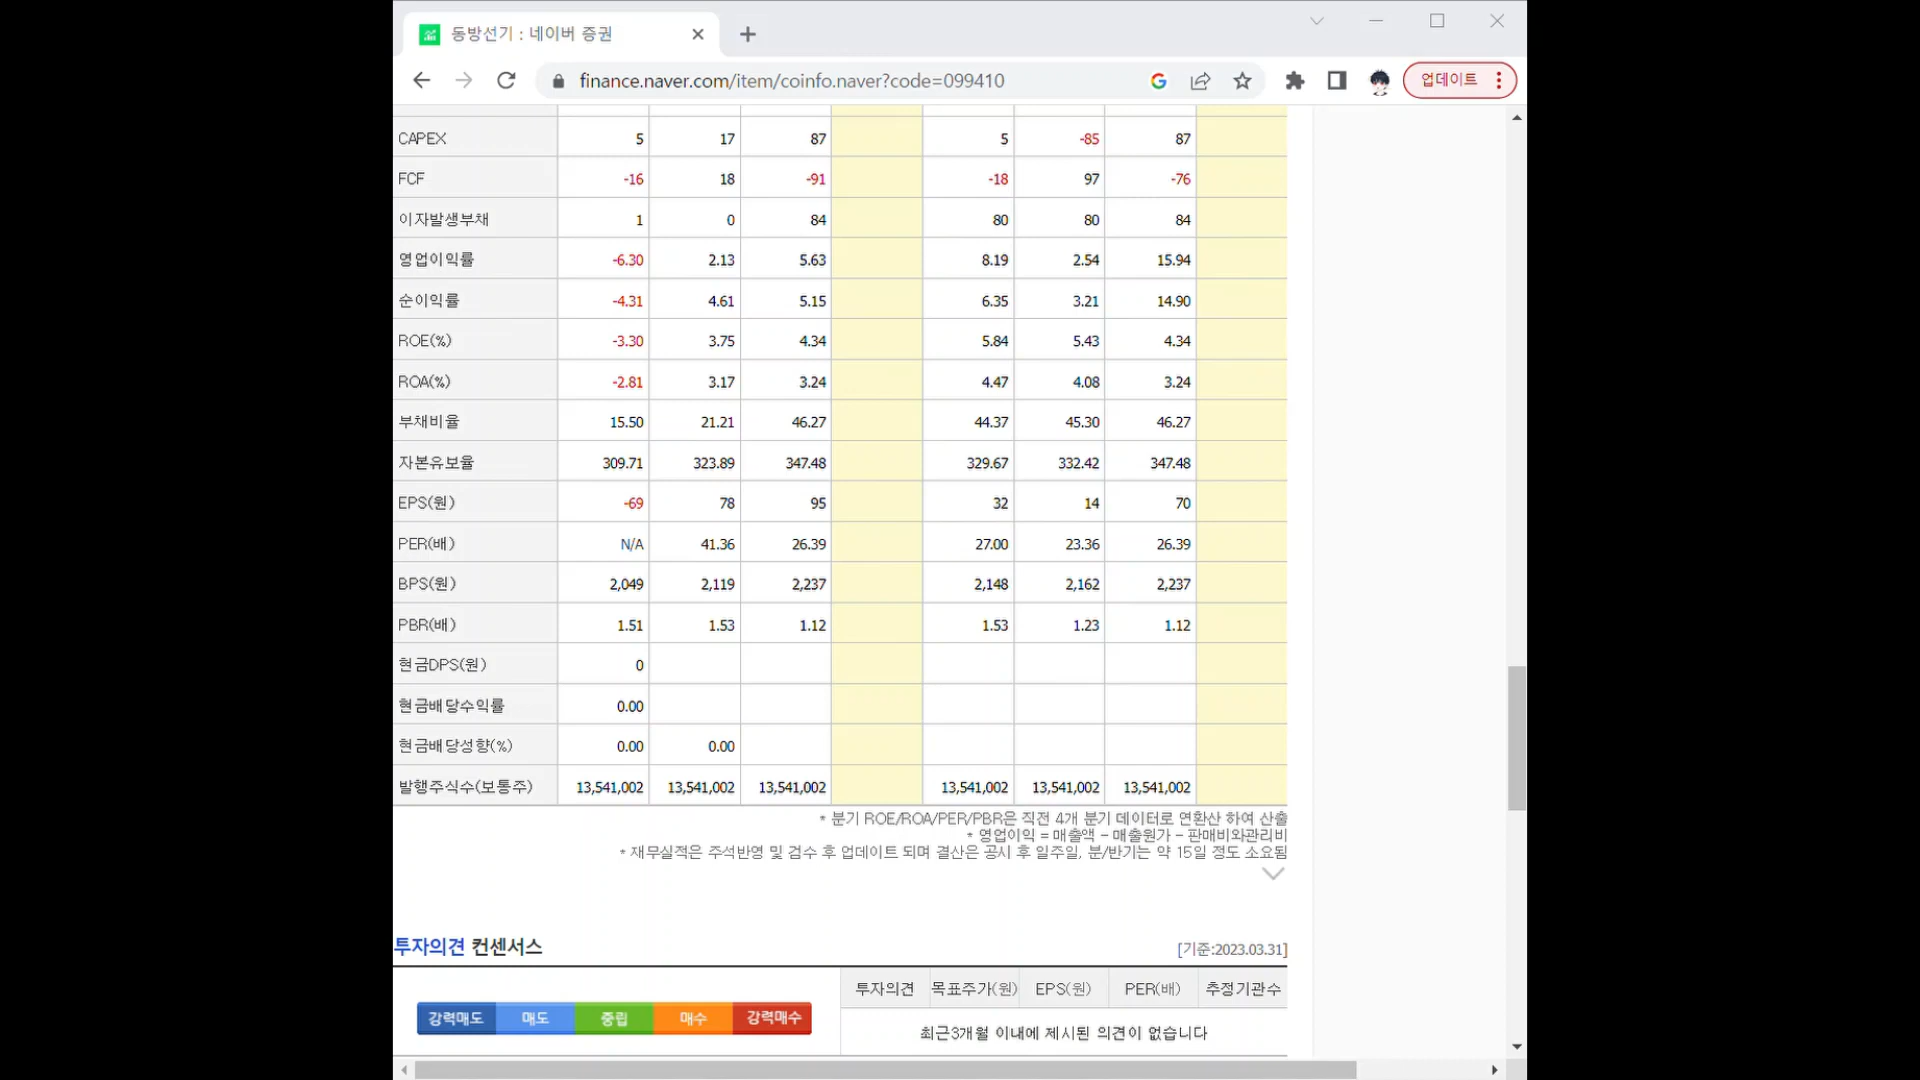 동방선기 : 네이버 증권
finance.naver.com/item/coinfo.naver?code=099410
업데이트
CAPEX 5 17 87 5 -85 87
FCF -16 18 -91 -18 97 -76
이자발생부채 1 0 84 80 80 84
영업이익률 -6.30 2.13 5.63 8.19 2.54 15.94
순이익률 -4.31 4.61 5.15 6.35 3.21 14.90
ROE(%) -3.30 3.75 4.34 5.84 5.43 4.34
ROA(%) -2.81 3.17 3.24 4.47 4.08 3.24
부채비율 15.50 21.21 46.27 44.37 45.30 46.27
자본유보율 309.71 323.89 347.48 329.67 332.42 347.48
EPS(원) -69 78 95 32 14 70
PER(배) N/A 41.36 26.39 27.00 23.36 26.39
BPS(원) 2,049 2,119 2,237 2,148 2,162 2,237
PBR(배) 1.51 1.53 1.12 1.53 1.23 1.12
현금DPS(원) 0
현금배당수익률 0.00
현금배당성향(%) 0.00 0.00
발행주식수(보통주) 13,541,002 13,541,002 13,541,002 13,541,002 13,541,002 13,541,002
* 분기 ROE/ROA/PER/PBR은 직전 4개 분기 데이터로 연환산 하여 산출
* 영업이익 = 매출액 - 매출원가 - 판매비와관리비
* 재무실적은 주석반영 및 검수 후 업데이트 되며 결산은 공시 후 일주일, 분/반기는 약 15일 정도 소요됨
투자의견 컨센서스 [기준:2023.03.31]
투자의견 목표주가(원) EPS(원) PER(배) 추정기관수
강력매도 매도 중립 매수 강력매수
최근3개월 이내에 제시된 의견이 없습니다